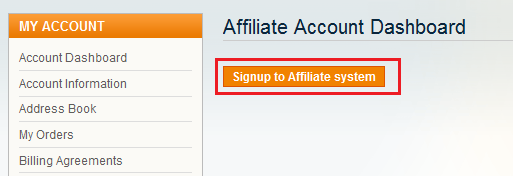 MY ACCOUNT
Account Dashboard
Account Information
Address Book
My Orders
Billing Agreements
Affiliate Account Dashboard
Signup to Affiliate system